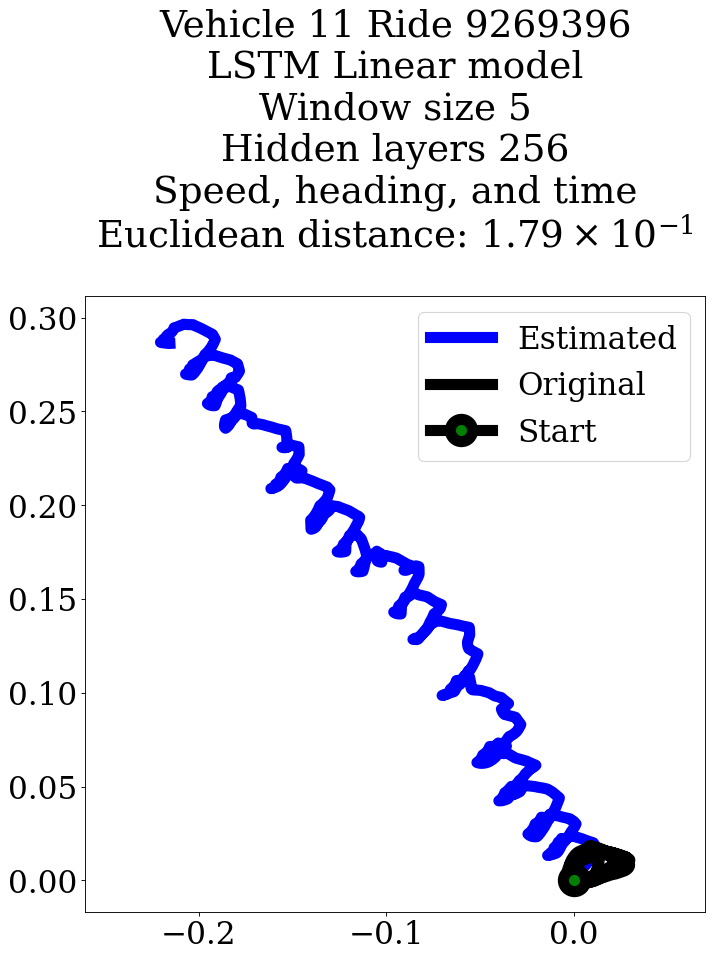 Vehicle 11 Ride 9269396
LSTM Linear model
Window size 5
Hidden layers 256
Speed, heading, and time
Euclidean distance: 1.79 × 10⁻¹
Estimated
Original
Start
0.30
0.25
0.20
0.15
0.10
0.05
0.00
−0.2
−0.1
0.0